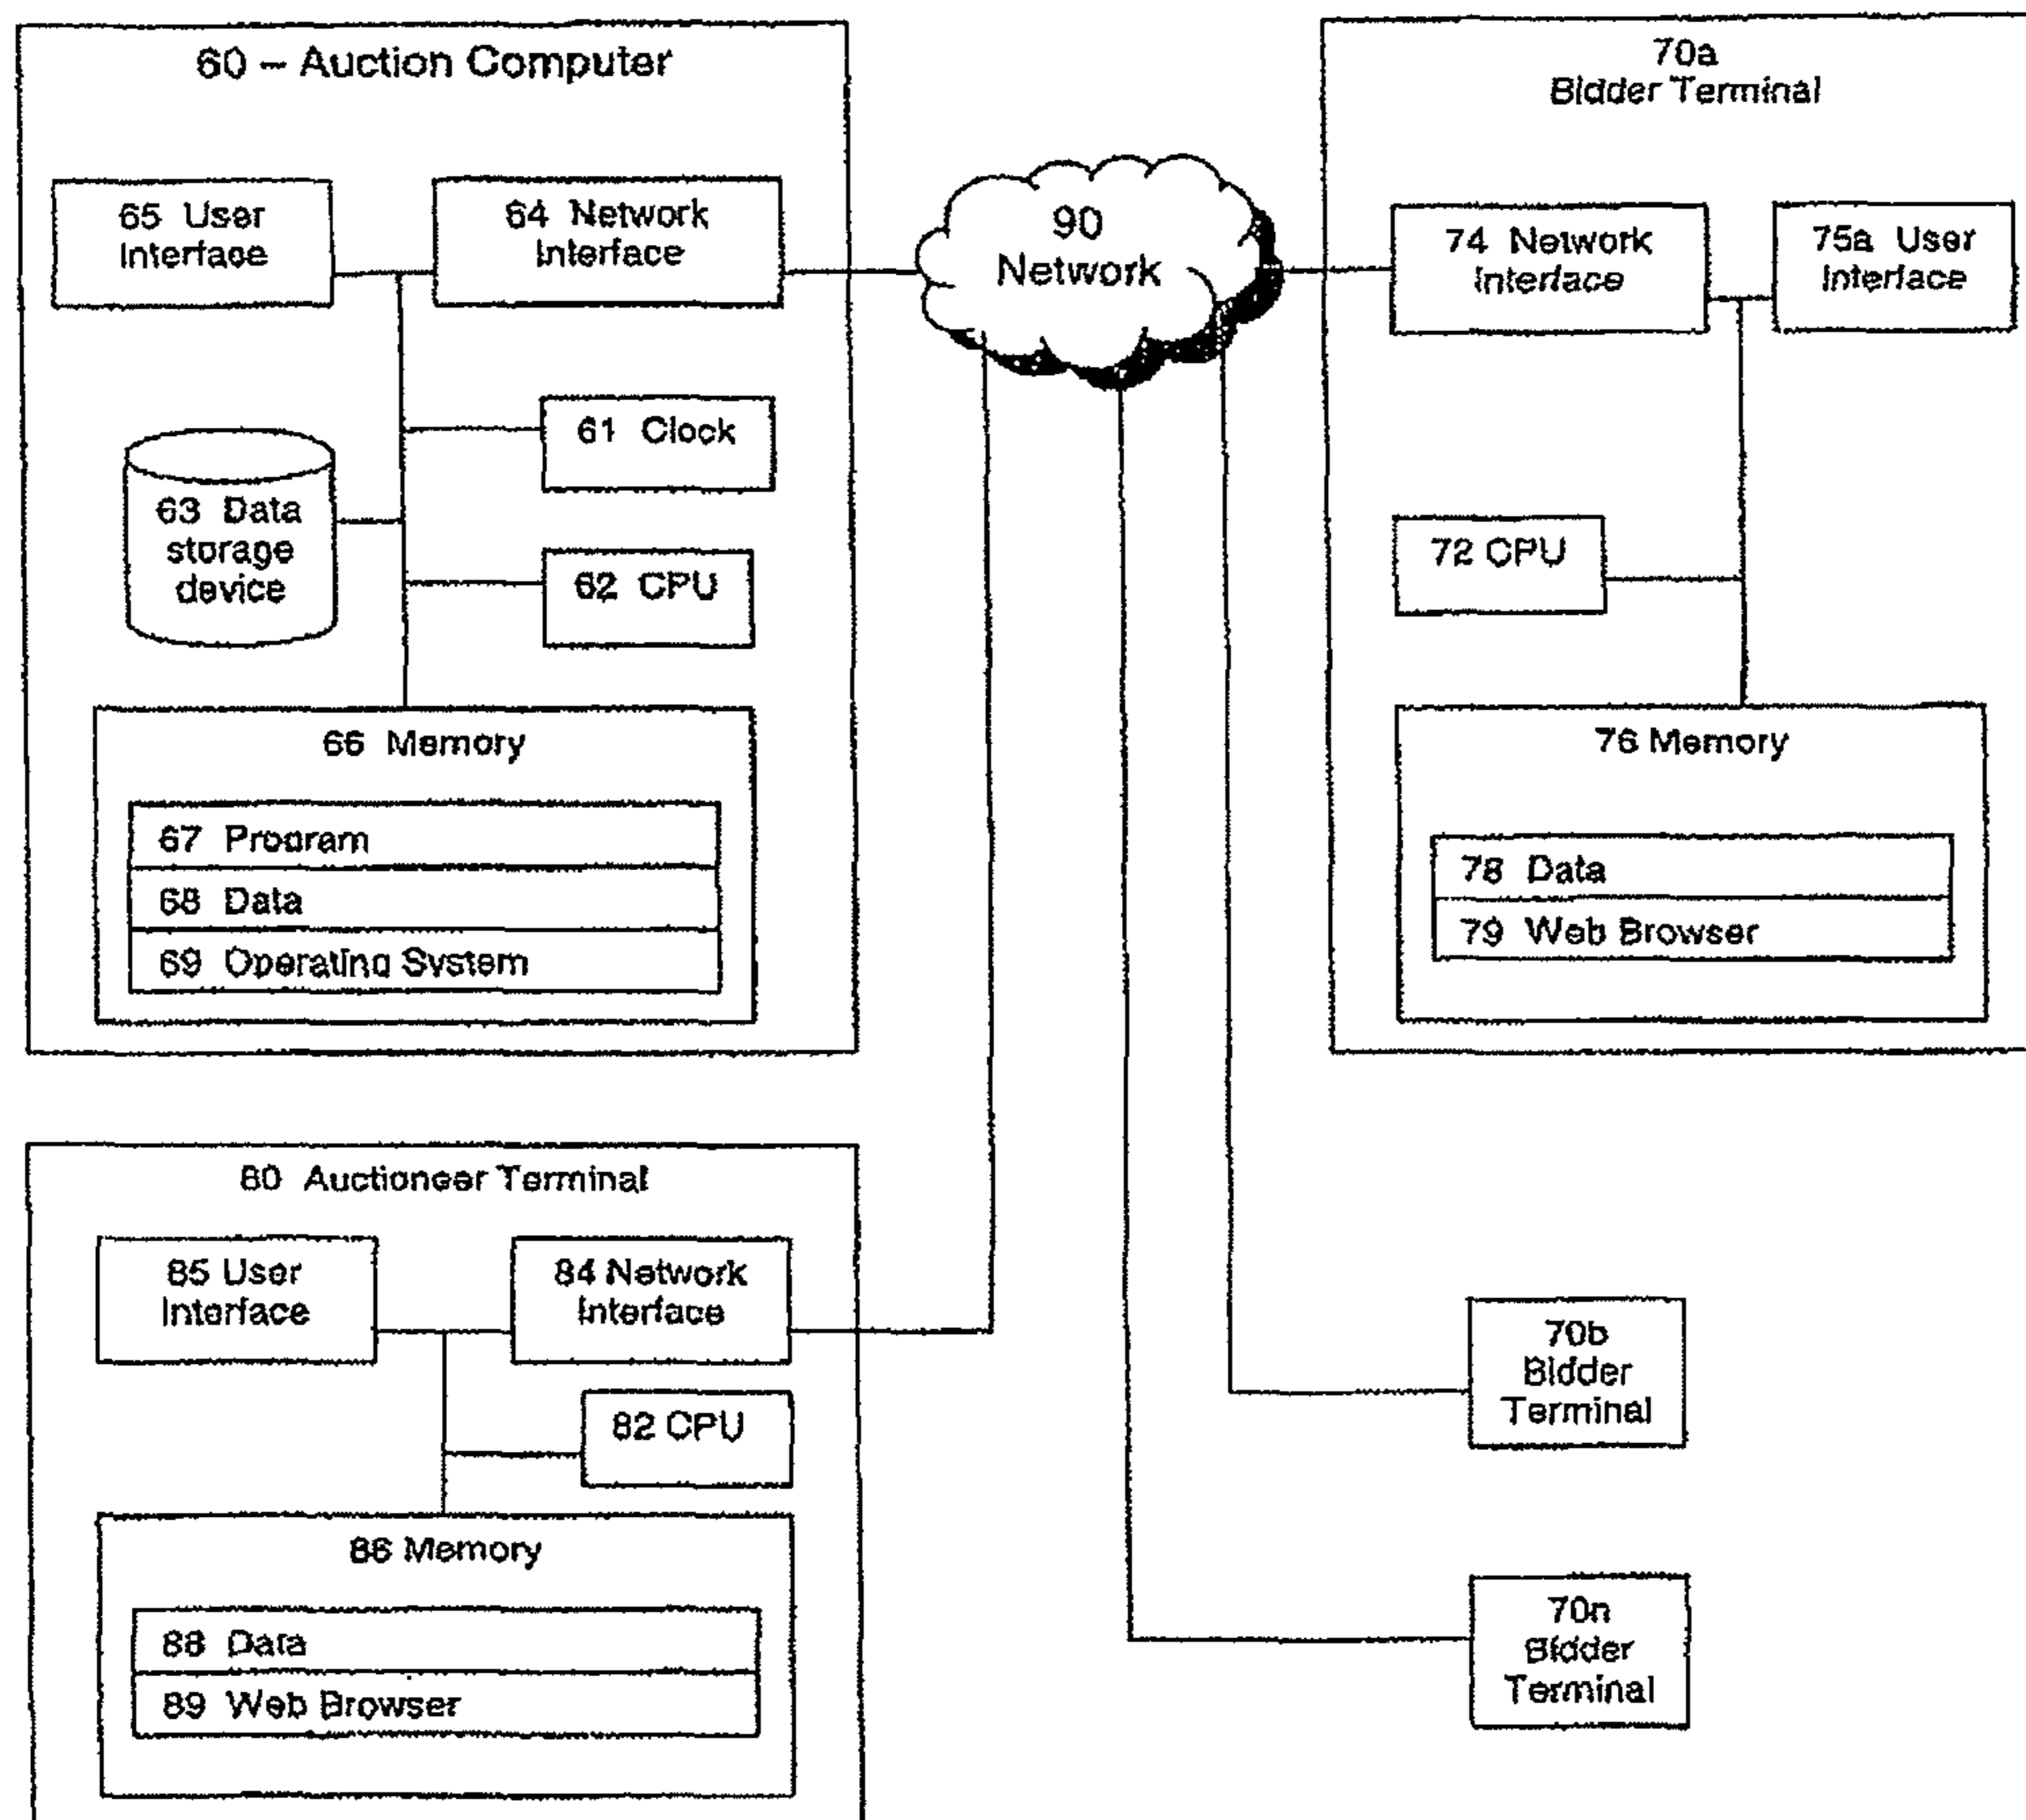 60 – Auction Computer
65 User
Interface
64 Network
Interface
61 Clock
63 Data
storage
device
62 CPU
66 Memory
67 Program
68 Data
69 Operating System
90
Network
70a
Bidder Terminal
74 Network
Interface
75a User
Interface
72 CPU
76 Memory
78 Data
79 Web Browser
80 Auctioneer Terminal
85 User
Interface
84 Network
Interface
82 CPU
86 Memory
88 Data
89 Web Browser
70b
Bidder
Terminal
70n
Bidder
Terminal